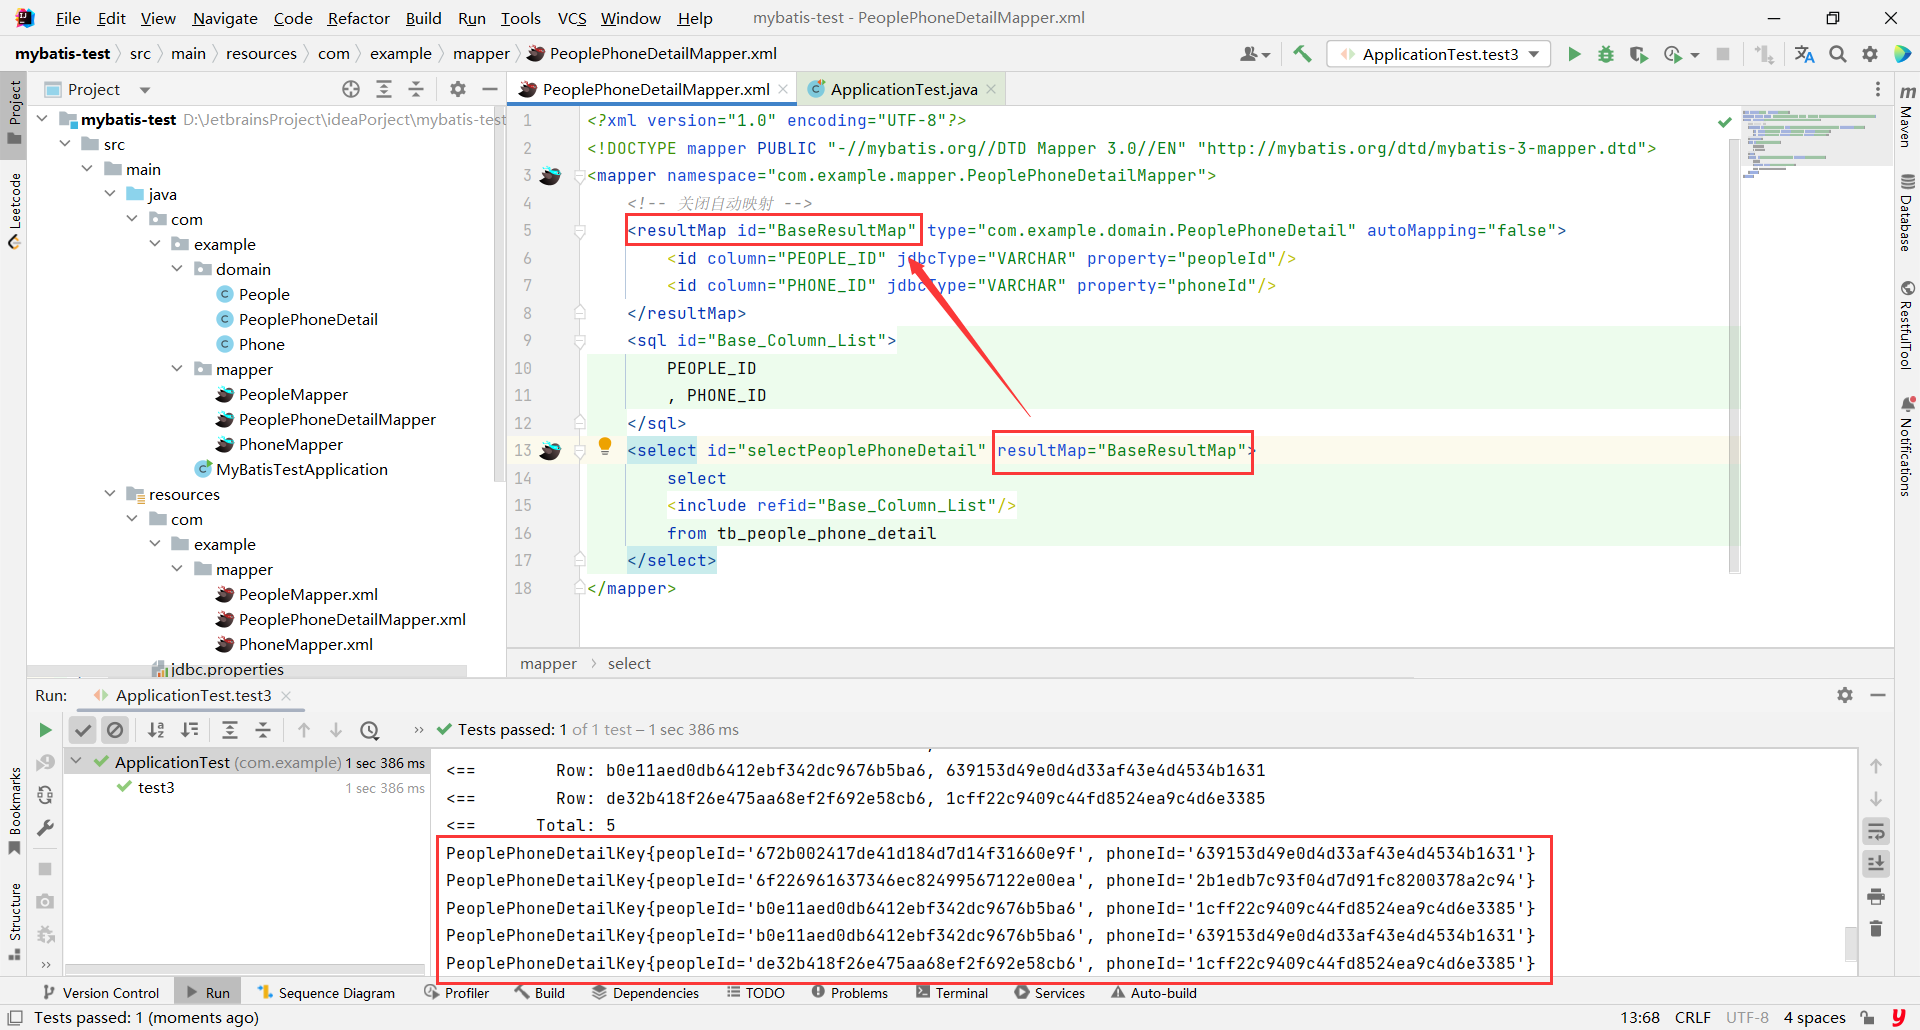 File Edit View Navigate Code Refactor Build Run Tools VCS Window Help mybatis-test - PeoplePhoneDetailMapper.xml
mybatis-test src main resources com example mapper PeoplePhoneDetailMapper.xml ApplicationTest.test3
Project
PeoplePhoneDetailMapper.xml
ApplicationTest.java
mybatis-test D:\JetbrainsProject\ideaPorject\mybatis-test
src
main
java
com
example
domain
People
PeoplePhoneDetail
Phone
mapper
PeopleMapper
PeoplePhoneDetailMapper
PhoneMapper
MyBatisTestApplication
resources
com
example
mapper
PeopleMapper.xml
PeoplePhoneDetailMapper.xml
PhoneMapper.xml
jdbc.properties
Project
Leetcode
Bookmarks
Structure
1 <?xml version="1.0" encoding="UTF-8"?>
2 <!DOCTYPE mapper PUBLIC "-//mybatis.org//DTD Mapper 3.0//EN" "http://mybatis.org/dtd/mybatis-3-mapper.dtd">
3 <mapper namespace="com.example.mapper.PeoplePhoneDetailMapper">
4 <!-- 关闭自动映射 -->
5 <resultMap id="BaseResultMap" type="com.example.domain.PeoplePhoneDetail" autoMapping="false">
6 <id column="PEOPLE_ID" jdbcType="VARCHAR" property="peopleId"/>
7 <id column="PHONE_ID" jdbcType="VARCHAR" property="phoneId"/>
8 </resultMap>
9 <sql id="Base_Column_List">
10 PEOPLE_ID
11 , PHONE_ID
12 </sql>
13 <select id="selectPeoplePhoneDetail" resultMap="BaseResultMap">
14 select
15 <include refid="Base_Column_List"/>
16 from tb_people_phone_detail
17 </select>
18 </mapper>
mapper select
m Maven
Database
RestfulTool
Notifications
Run: ApplicationTest.test3
Tests passed: 1 of 1 test – 1 sec 386 ms
ApplicationTest (com.example) 1 sec 386 ms
test3 1 sec 386 ms
<== Row: b0e11aed0db6412ebf342dc9676b5ba6, 639153d49e0d4d33af43e4d4534b1631
<== Row: de32b418f26e475aa68ef2f692e58cb6, 1cff22c9409c44fd8524ea9c4d6e3385
<== Total: 5
PeoplePhoneDetailKey{peopleId='672b002417de41d184d7d14f31660e9f', phoneId='639153d49e0d4d33af43e4d4534b1631'}
PeoplePhoneDetailKey{peopleId='6f226961637346ec82499567122e00ea', phoneId='2b1edb7c93f04d7d91fc8200378a2c94'}
PeoplePhoneDetailKey{peopleId='b0e11aed0db6412ebf342dc9676b5ba6', phoneId='1cff22c9409c44fd8524ea9c4d6e3385'}
PeoplePhoneDetailKey{peopleId='b0e11aed0db6412ebf342dc9676b5ba6', phoneId='639153d49e0d4d33af43e4d4534b1631'}
PeoplePhoneDetailKey{peopleId='de32b418f26e475aa68ef2f692e58cb6', phoneId='1cff22c9409c44fd8524ea9c4d6e3385'}
Version Control Run Sequence Diagram Profiler Build Dependencies TODO Problems Terminal Services Auto-build
Tests passed: 1 (moments ago) 13:68 CRLF UTF-8 4 spaces